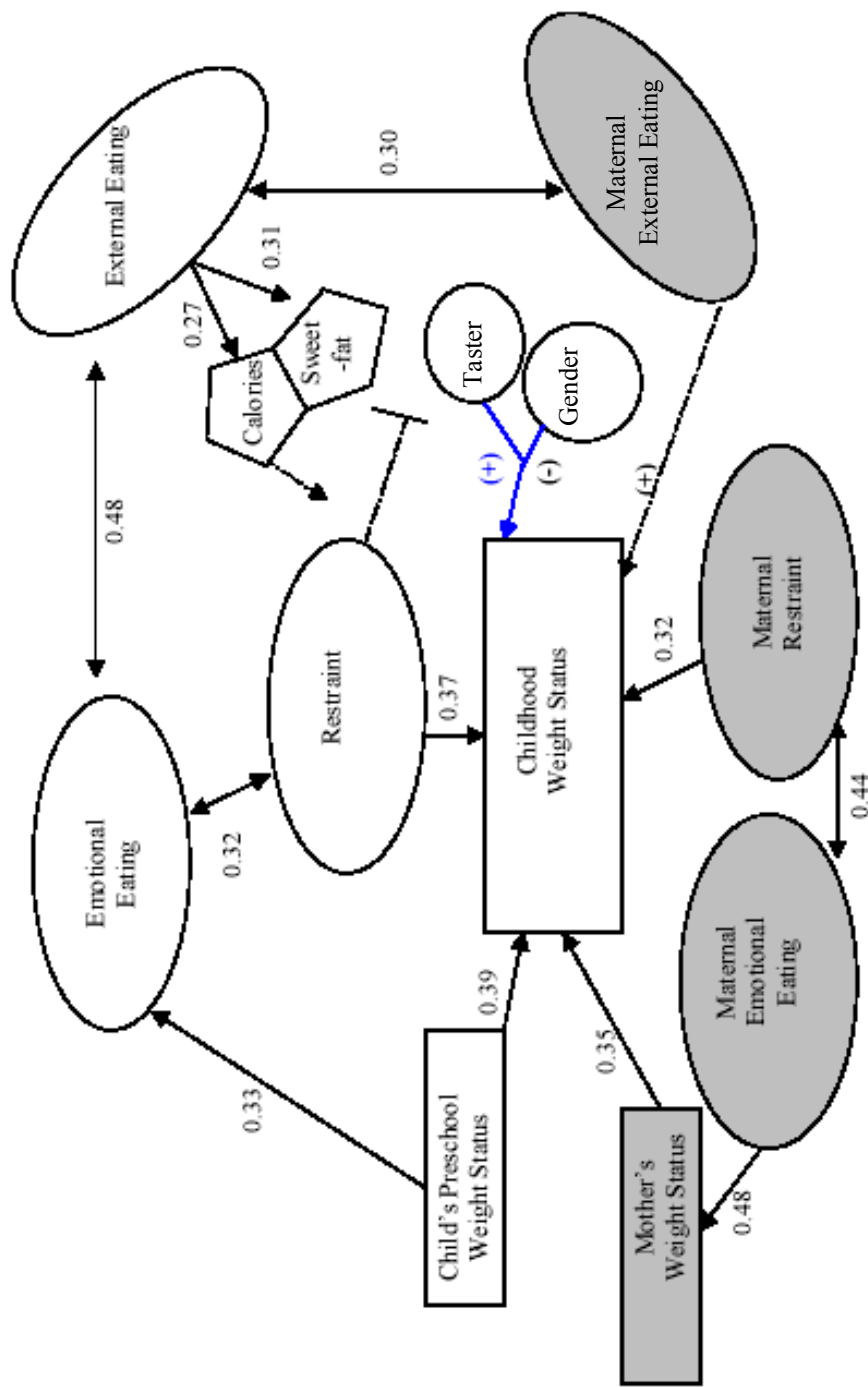 External Eating
0.27
0.31
0.48
Calories
Sweet
-fat
0.30
Emotional
Eating
0.32
Restraint
Taster
Gender
(+)
(-)
Maternal
External Eating
0.33
0.37
Childhood
Weight Status
(+)
Child's Preschool
Weight Status
0.39
0.35
0.32
Maternal
Restraint
Maternal
Emotional
Eating
0.44
Mother's
Weight Status
0.48